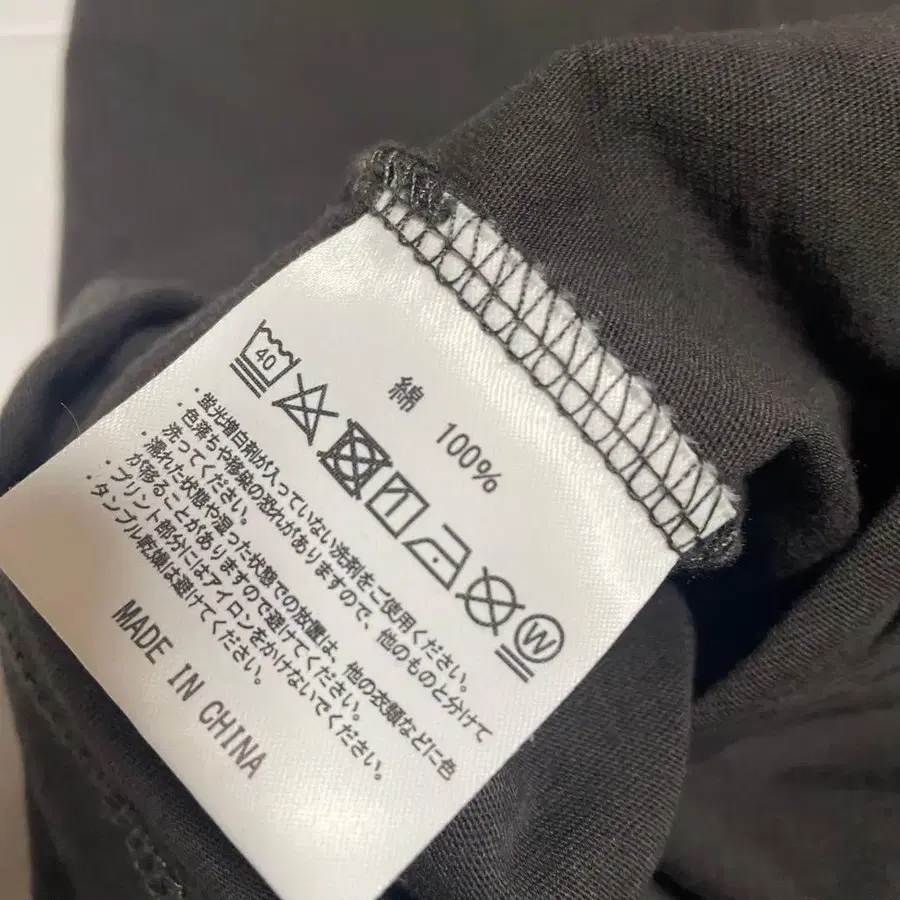 綿　100%
40
W
・蛍光増白剤が入っていない洗剤をご使用ください。
・色落ちや移染の恐れがありますので、他のものと分けて
洗ってください。
・濡れた状態や湿った状態での放置は、他の衣類などに色
が移ることがありますので避けてください。
・プリント部分にはアイロンをかけないでください。
・タンブル乾燥は避けてください。
MADE IN CHINA